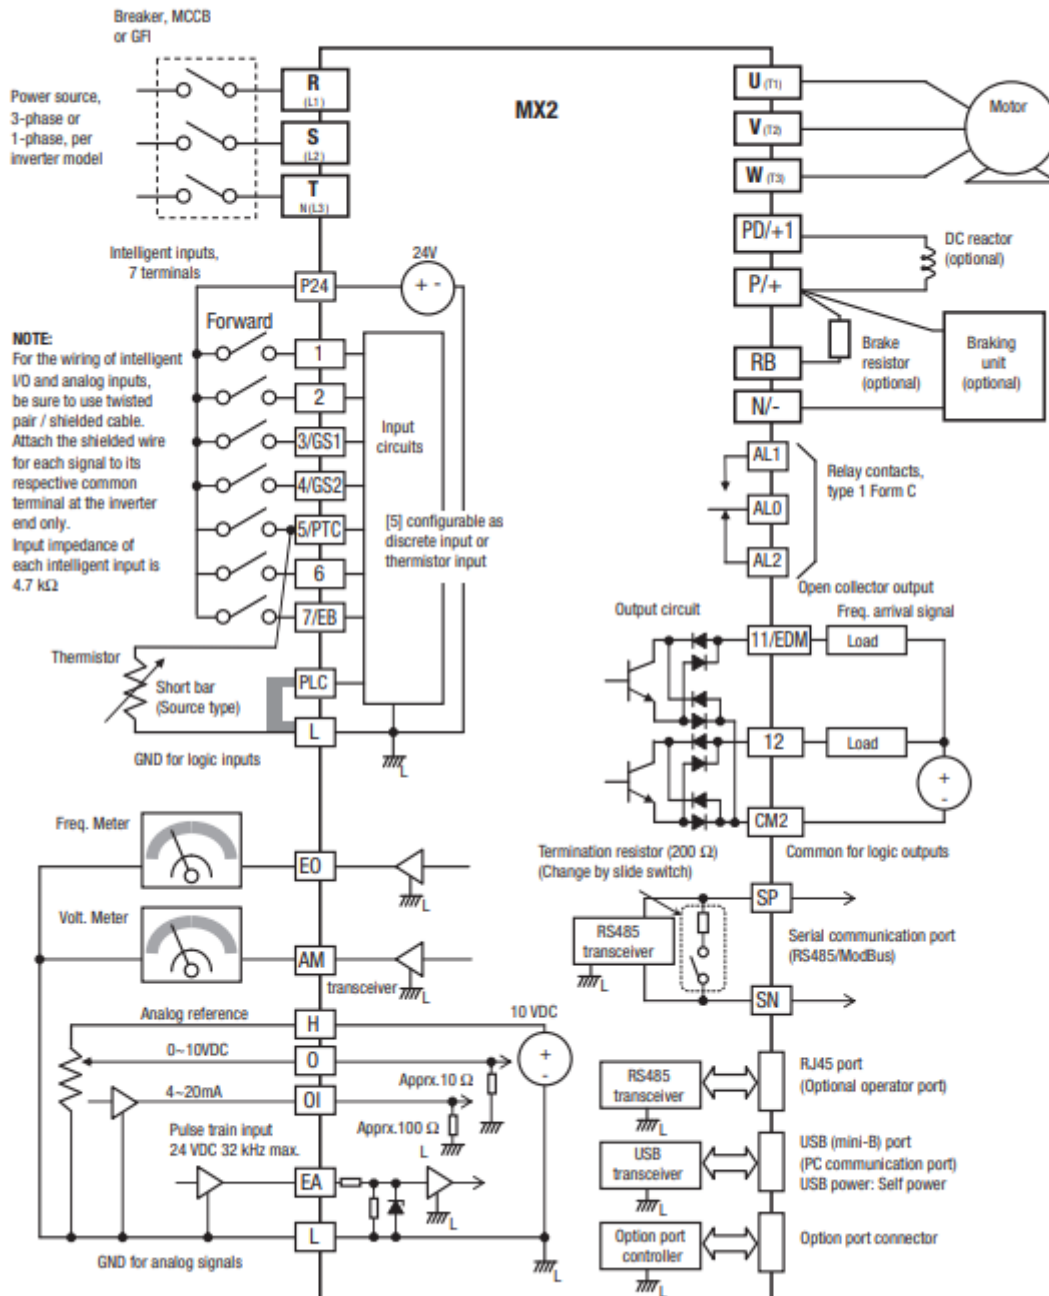 Breaker, MCCB
or GFI
Power source,
3-phase or
1-phase, per
inverter model
R
(L1)
S
(L2)
T
N(L3)
MX2
U (T1)
V (T2)
W (T3)
Motor
PD/+1
P/+
DC reactor
(optional)
RB
Brake
resistor
(optional)
Braking
unit
(optional)
N/-
Intelligent inputs,
7 terminals
24V
+ -
P24
Forward
1
2
3/GS1
4/GS2
5/PTC
6
7/EB
PLC
L
Input
circuits
[5] configurable as
discrete input or
thermistor input
NOTE:
For the wiring of intelligent
I/O and analog inputs,
be sure to use twisted
pair / shielded cable.
Attach the shielded wire
for each signal to its
respective common
terminal at the inverter
end only.
Input impedance of
each intelligent input is
4.7 kΩ
Thermistor
Short bar
(Source type)
GND for logic inputs
L
AL1
AL0
AL2
Relay contacts,
type 1 Form C
Open collector output
Output circuit
Freq. arrival signal
11/EDM
Load
12
Load
+
-
CM2
Common for logic outputs
Freq. Meter
EO
L
Volt. Meter
AM
transceiver
L
Termination resistor (200 Ω)
(Change by slide switch)
RS485
transceiver
L
SP
Serial communication port
(RS485/ModBus)
SN
Analog reference
H
10 VDC
+
-
0~10VDC
O
Apprx.10 Ω
4~20mA
OI
Apprx.100 Ω
Pulse train input
24 VDC 32 kHz max.
L
EA
L
L
GND for analog signals
L
RS485
transceiver
L
RJ45 port
(Optional operator port)
USB
transceiver
L
USB (mini-B) port
(PC communication port)
USB power: Self power
Option port
controller
L
Option port connector